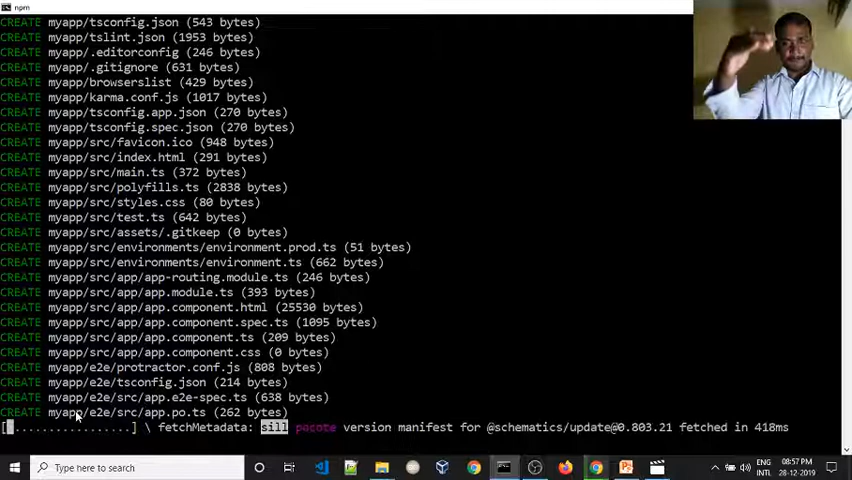 npm
CREATE myapp/tsconfig.json (543 bytes)
CREATE myapp/tslint.json (1953 bytes)
CREATE myapp/.editorconfig (246 bytes)
CREATE myapp/.gitignore (631 bytes)
CREATE myapp/browserslist (429 bytes)
CREATE myapp/karma.conf.js (1017 bytes)
CREATE myapp/tsconfig.app.json (270 bytes)
CREATE myapp/tsconfig.spec.json (270 bytes)
CREATE myapp/src/favicon.ico (948 bytes)
CREATE myapp/src/index.html (291 bytes)
CREATE myapp/src/main.ts (372 bytes)
CREATE myapp/src/polyfills.ts (2838 bytes)
CREATE myapp/src/styles.css (80 bytes)
CREATE myapp/src/test.ts (642 bytes)
CREATE myapp/src/assets/.gitkeep (0 bytes)
CREATE myapp/src/environments/environment.prod.ts (51 bytes)
CREATE myapp/src/environments/environment.ts (662 bytes)
CREATE myapp/src/app/app-routing.module.ts (246 bytes)
CREATE myapp/src/app/app.module.ts (393 bytes)
CREATE myapp/src/app/app.component.html (25530 bytes)
CREATE myapp/src/app/app.component.spec.ts (1095 bytes)
CREATE myapp/src/app/app.component.ts (209 bytes)
CREATE myapp/src/app/app.component.css (0 bytes)
CREATE myapp/e2e/protractor.conf.js (808 bytes)
CREATE myapp/e2e/tsconfig.json (214 bytes)
CREATE myapp/e2e/src/app.e2e-spec.ts (638 bytes)
CREATE myapp/e2e/src/app.po.ts (262 bytes)
[ .................] \ fetchMetadata: sill pacote version manifest for @schematics/update@0.803.21 fetched in 418ms
Type here to search
ENG
INTL
08:57 PM
28-12-2019